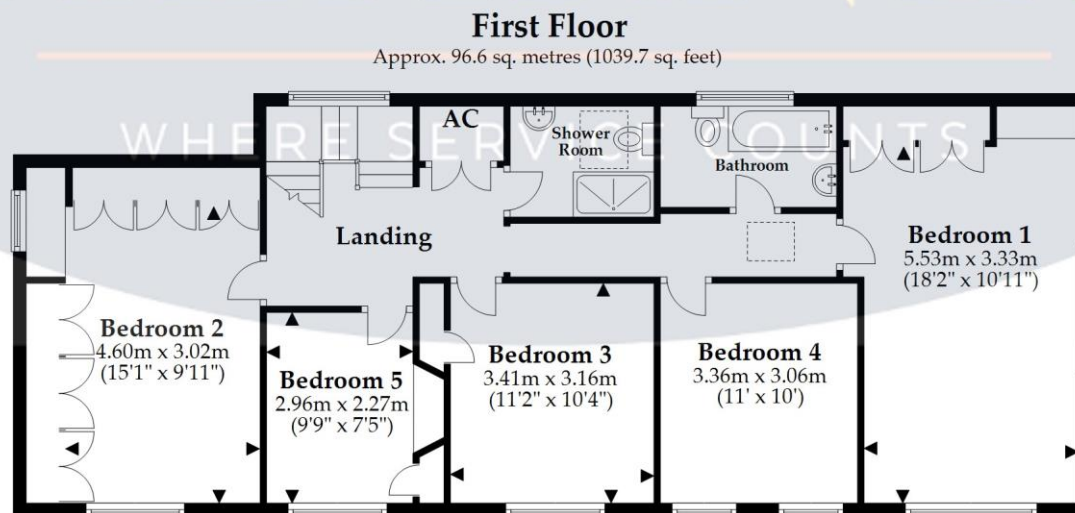 First Floor
Approx. 96.6 sq. metres (1039.7 sq. feet)
WHERE SERVICE COUNTS
AC
Shower
Room
Bathroom
Landing
Bedroom 1
5.53m x 3.33m
(18'2" x 10'11")
Bedroom 2
4.60m x 3.02m
(15'1" x 9'11")
Bedroom 5
2.96m x 2.27m
(9'9" x 7'5")
Bedroom 3
3.41m x 3.16m
(11'2" x 10'4")
Bedroom 4
3.36m x 3.06m
(11' x 10')